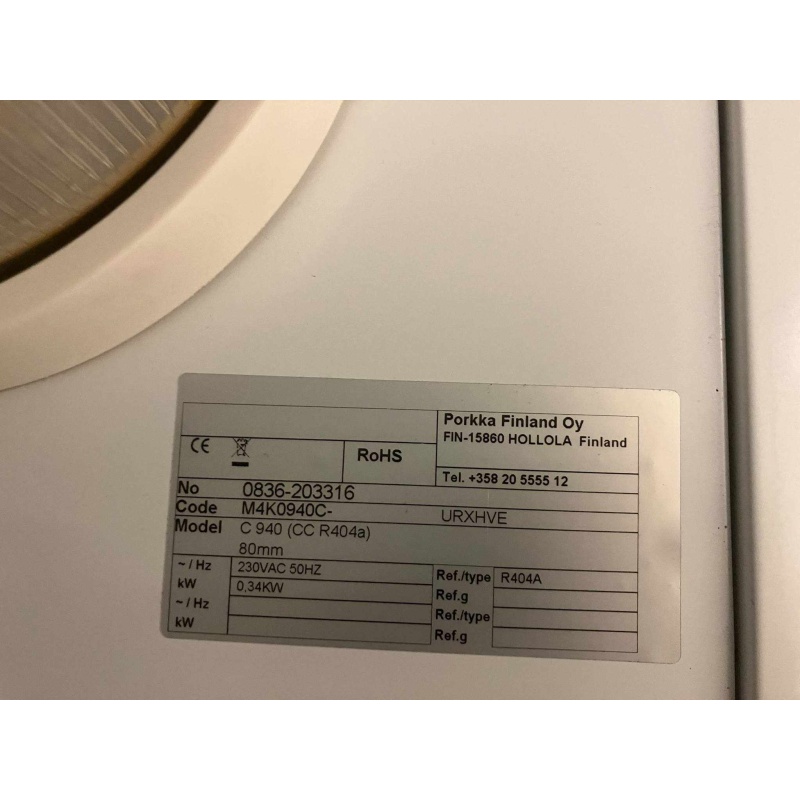 Porkka Finland Oy
FIN-15860 HOLLOLA Finland
CE
RoHS
Tel. +358 20 5555 12
No 0836-203316
Code M4K0940C- URXHVE
Model C 940 (CC R404a)
80mm
~ / Hz 230VAC 50HZ Ref./type R404A
kW 0,34KW Ref.g
~ / Hz Ref./type
kW Ref.g